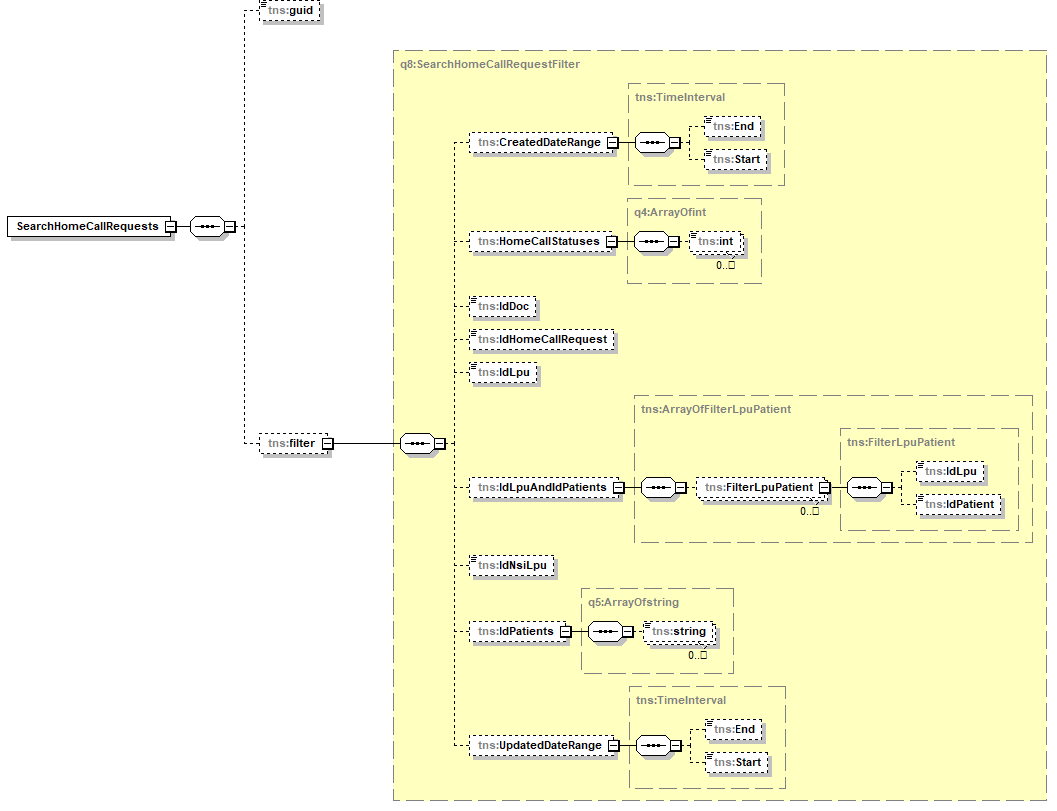 tns:guid
q8:SearchHomeCallRequestFilter
tns:TimeInterval
tns:End
tns:CreatedDateRange
tns:Start
q4:ArrayOfint
SearchHomeCallRequests
tns:HomeCallStatuses
tns:int
0..□
tns:IdDoc
tns:IdHomeCallRequest
tns:IdLpu
tns:ArrayOfFilterLpuPatient
tns:filter
tns:FilterLpuPatient
tns:IdLpu
tns:IdLpuAndIdPatients
tns:FilterLpuPatient
0..□
tns:IdPatient
tns:IdNsiLpu
q5:ArrayOfstring
tns:IdPatients
tns:string
0..□
tns:TimeInterval
tns:End
tns:UpdatedDateRange
tns:Start